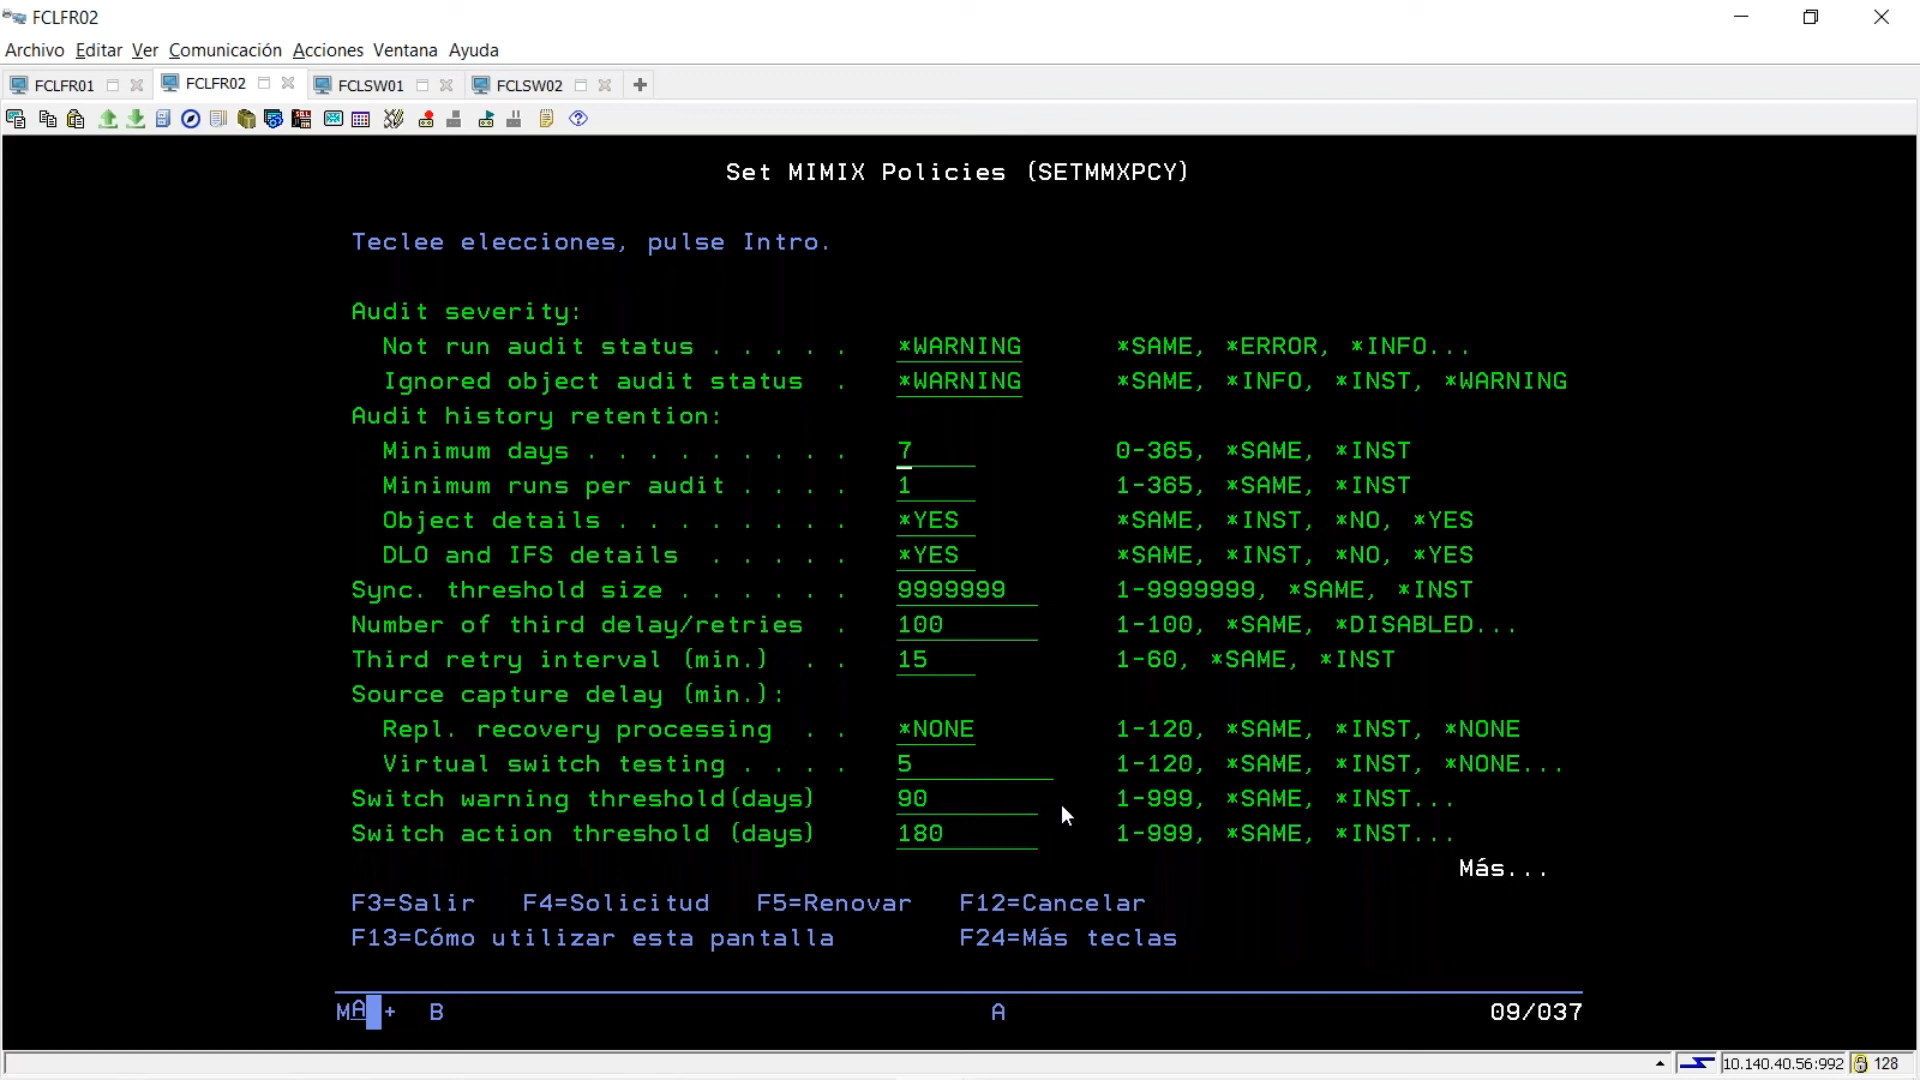 FCLFR02
Archivo Editar Ver Comunicación Acciones Ventana Ayuda
FCLFR01 FCLFR02 FCLSW01 FCLSW02
Set MIMIX Policies (SETMMXPCY)
Teclee elecciones, pulse Intro.
Audit severity:
Not run audit status . . . . . *WARNING *SAME, *ERROR, *INFO...
Ignored object audit status . *WARNING *SAME, *INFO, *INST, *WARNING
Audit history retention:
Minimum days . . . . . . . . . 7 0-365, *SAME, *INST
Minimum runs per audit . . . . 1 1-365, *SAME, *INST
Object details . . . . . . . . *YES *SAME, *INST, *NO, *YES
DLO and IFS details . . . . . *YES *SAME, *INST, *NO, *YES
Sync. threshold size . . . . . . 9999999 1-9999999, *SAME, *INST
Number of third delay/retries . 100 1-100, *SAME, *DISABLED...
Third retry interval (min.) . . 15 1-60, *SAME, *INST
Source capture delay (min.):
Repl. recovery processing . . *NONE 1-120, *SAME, *INST, *NONE
Virtual switch testing . . . . 5 1-120, *SAME, *INST, *NONE...
Switch warning threshold(days) 90 1-999, *SAME, *INST...
Switch action threshold (days) 180 1-999, *SAME, *INST...
Más...
F3=Salir F4=Solicitud F5=Renovar F12=Cancelar
F13=Cómo utilizar esta pantalla F24=Más teclas
MA + B A 09/037
10.140.40.56:992 128